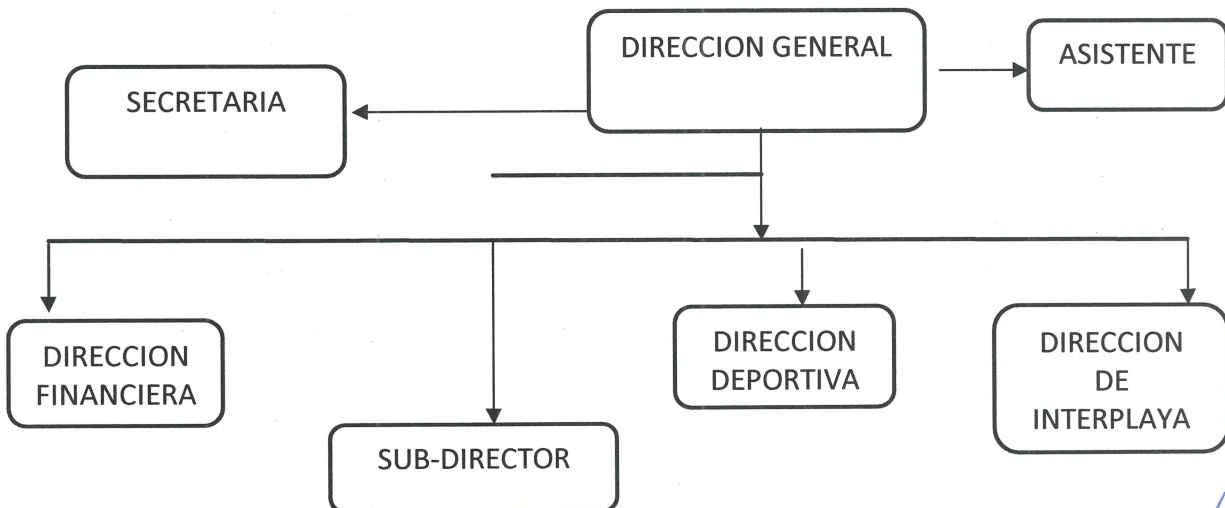 DIRECCION GENERAL
ASISTENTE
SECRETARIA
DIRECCION
FINANCIERA
SUB-DIRECTOR
DIRECCION
DEPORTIVA
DIRECCION
DE
INTERPLAYA